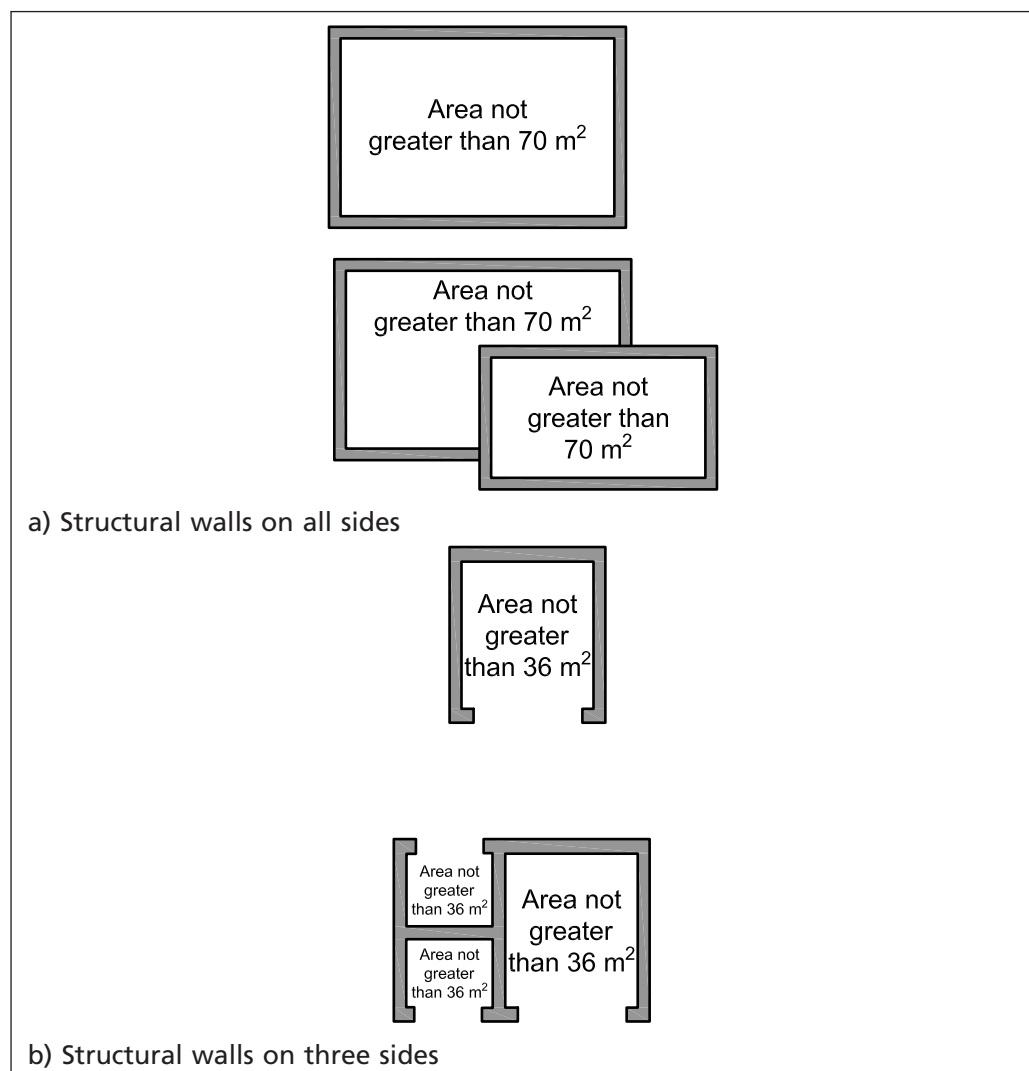 Area not
greater than 70 m²
Area not
greater than 70 m²
Area not
greater than
70 m²
a) Structural walls on all sides
Area not
greater
than 36 m²
Area not
greater
than 36 m²
Area not
greater
than 36 m²
Area not
greater
than 36 m²
b) Structural walls on three sides